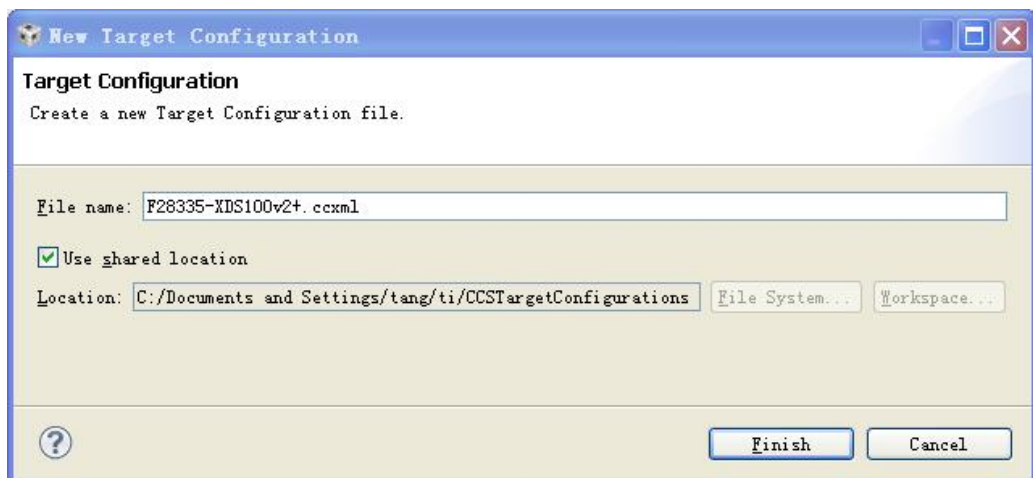 New Target Configuration
Target Configuration
Create a new Target Configuration file.
File name: F28335-XDS100v2+.ccxml
Use shared location
Location: C:/Documents and Settings/tang/ti/CCSTargetConfigurations File System... Workspace...
? Finish Cancel